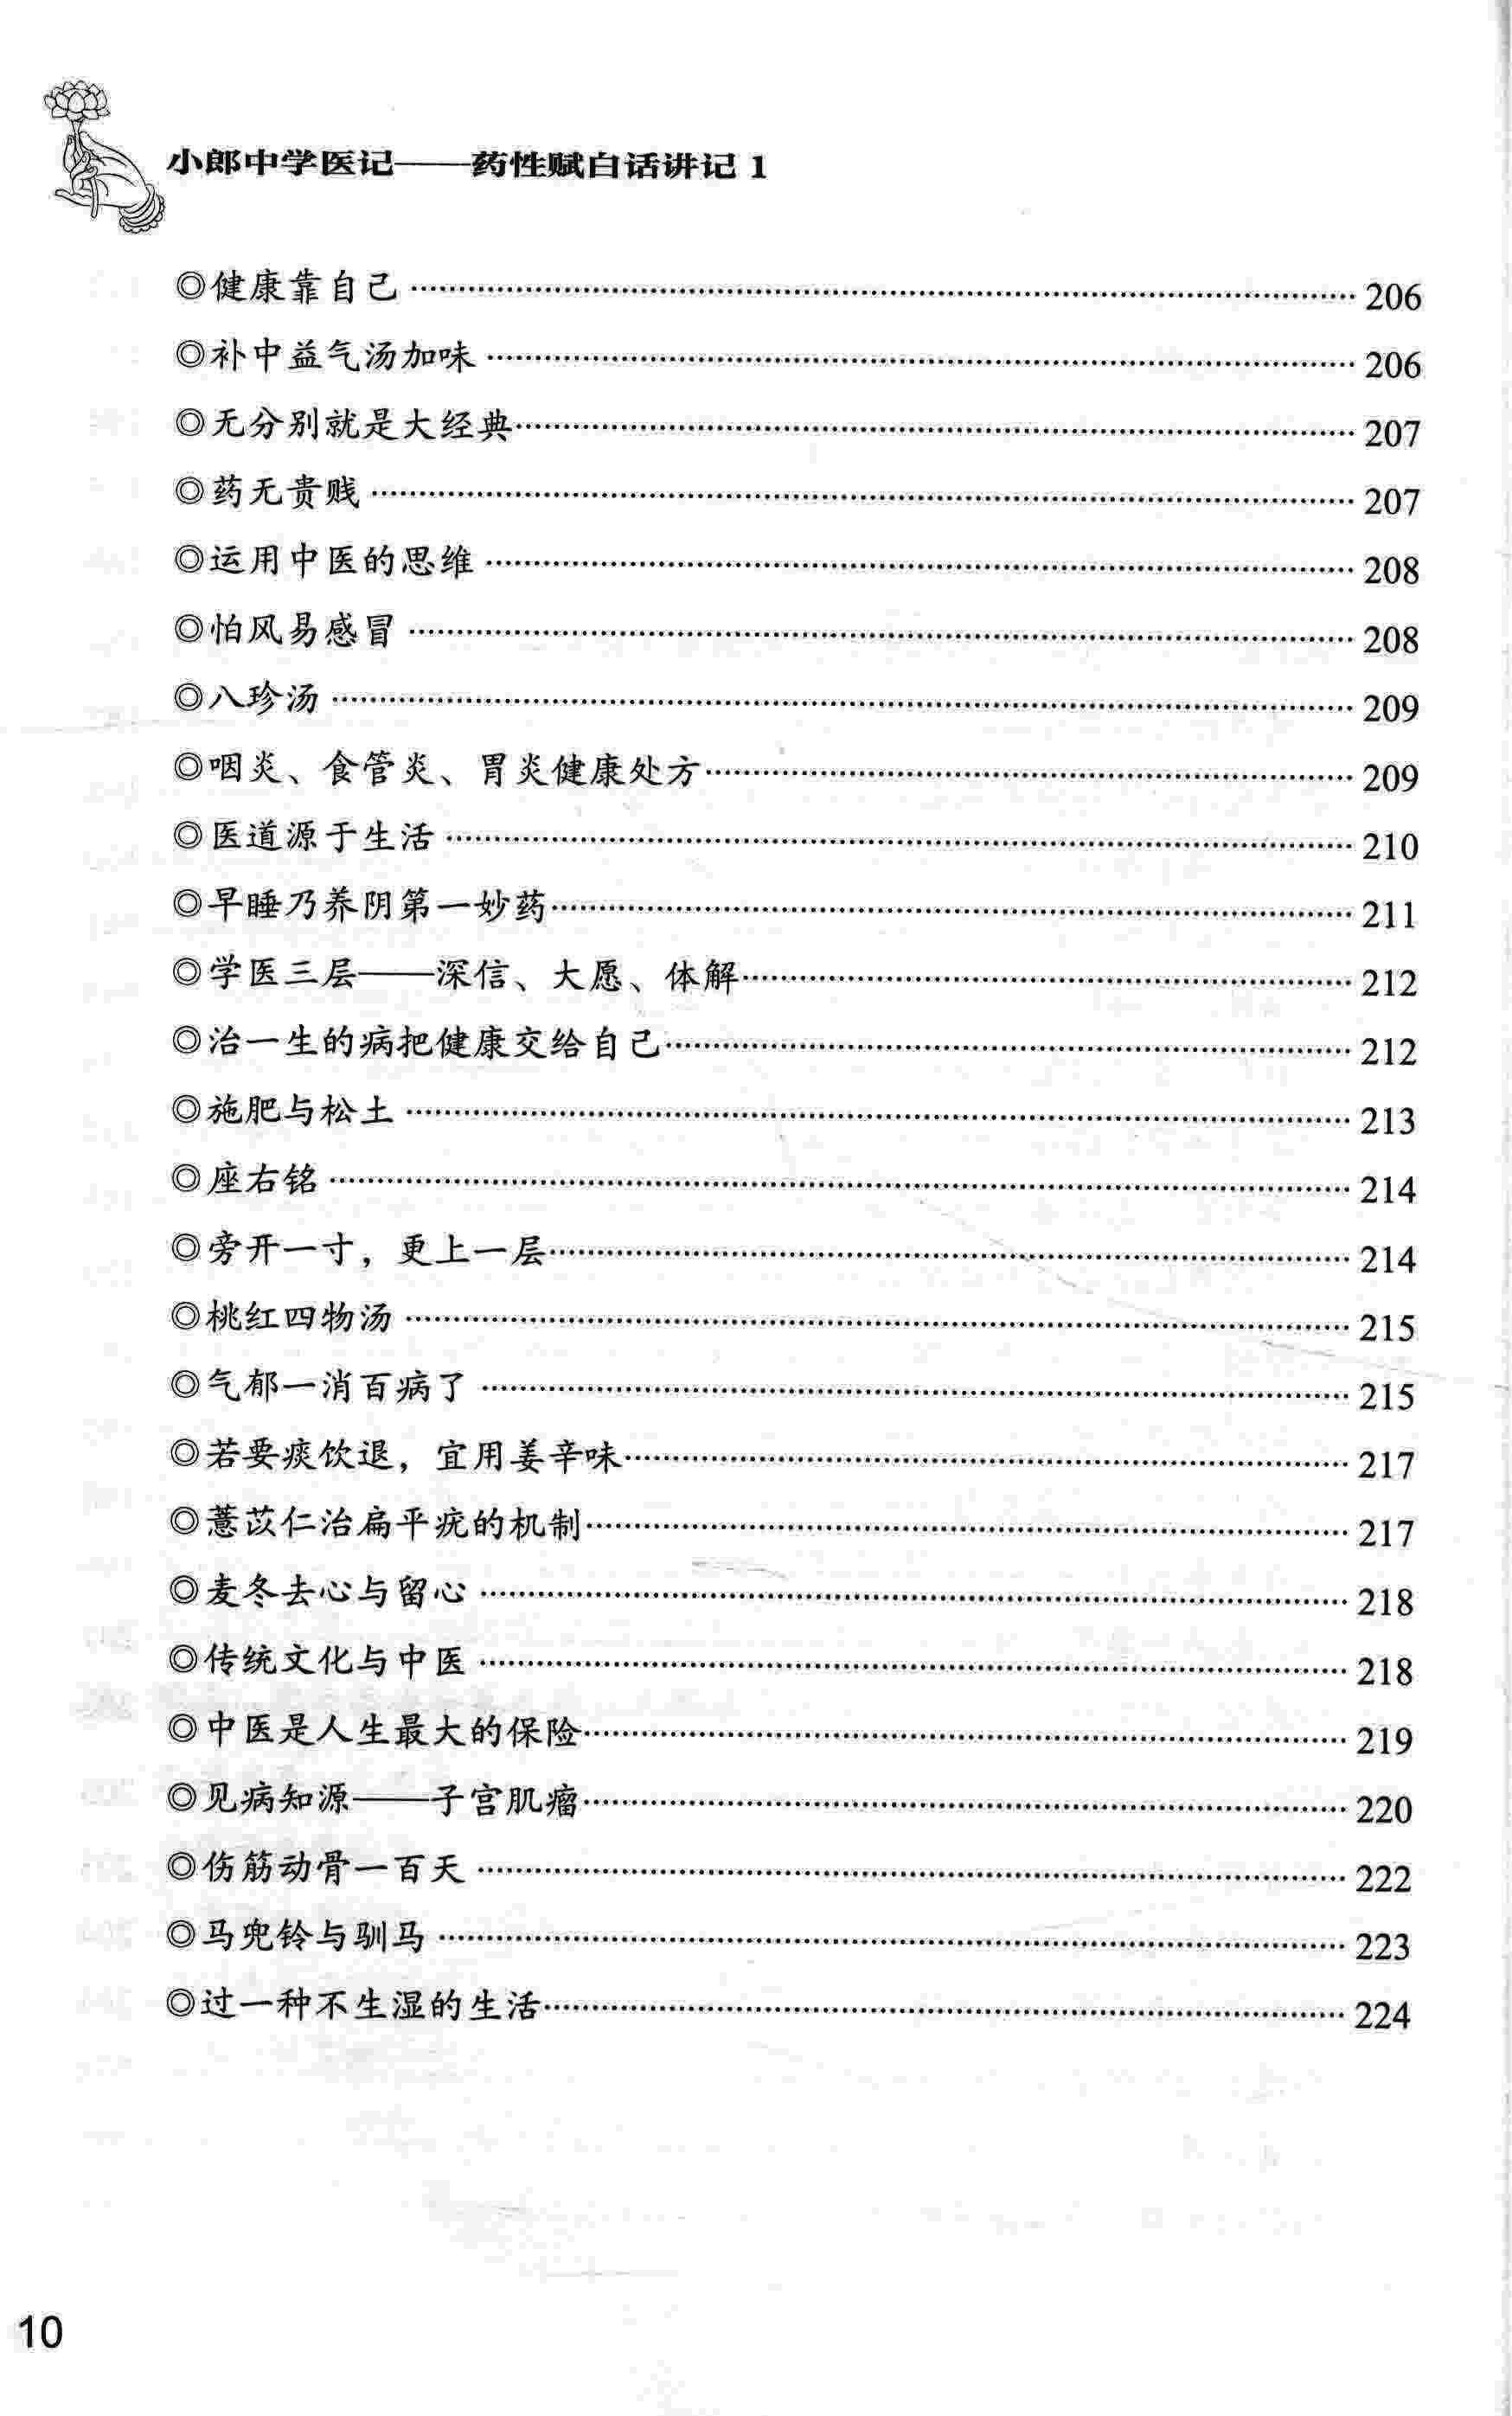 小郎中学医记——药性赋白话讲记 1
◎健康靠自己 206
◎补中益气汤加味 206
◎无分别就是大经典 207
◎药无贵贱 207
◎运用中医的思维 208
◎怕风易感冒 208
◎八珍汤 209
◎咽炎、食管炎、胃炎健康处方 209
◎医道源于生活 210
◎早睡乃养阴第一妙药 211
◎学医三层——深信、大愿、体解 212
◎治一生的病把健康交给自己 212
◎施肥与松土 213
◎座右铭 214
◎旁开一寸，更上一层 214
◎桃红四物汤 215
◎气郁一消百病了 215
◎若要痰饮退，宜用姜辛味 217
◎薏苡仁治扁平疣的机制 217
◎麦冬去心与留心 218
◎传统文化与中医 218
◎中医是人生最大的保险 219
◎见病知源——子宫肌瘤 220
◎伤筋动骨一百天 222
◎马兜铃与驯马 223
◎过一种不生湿的生活 224
10